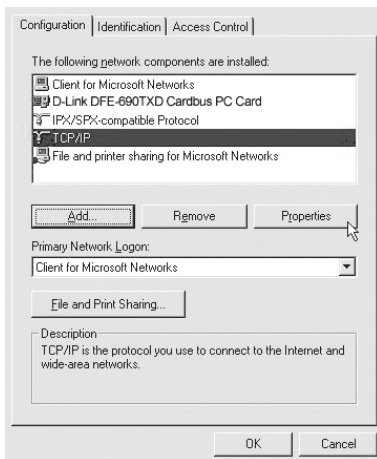 Configuration Identification Access Control
The following network components are installed:
Client for Microsoft Networks
D-Link DFE-690TXD Cardbus PC Card
IPX/SPX-compatible Protocol
TCP/IP
File and printer sharing for Microsoft Networks
Add... Remove Properties
Primary Network Logon:
Client for Microsoft Networks
File and Print Sharing...
Description
TCP/IP is the protocol you use to connect to the Internet and
wide-area networks.
OK Cancel